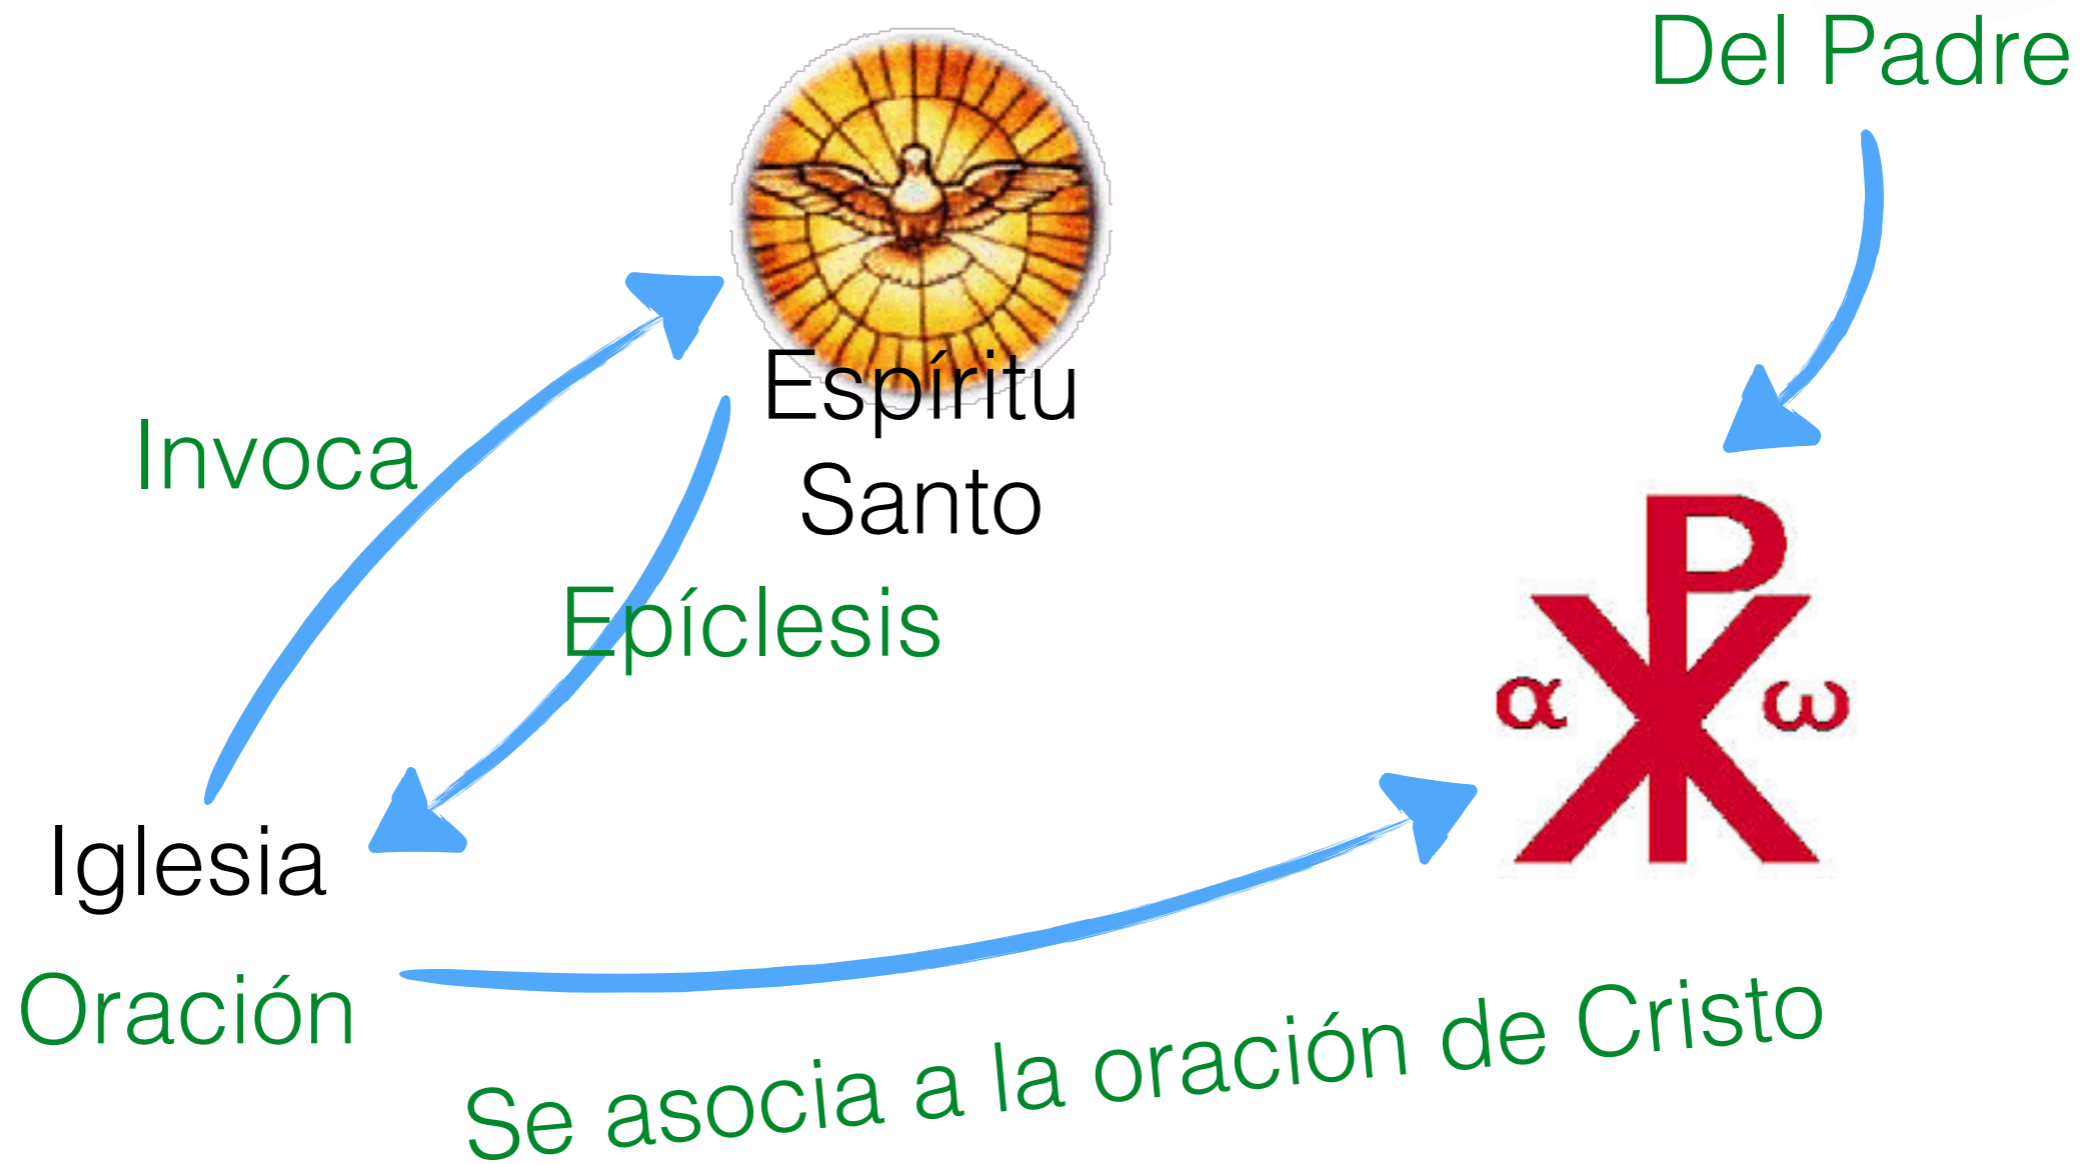 Del Padre
Espíritu
Santo
Invoca
Epíclesis
α ω
Iglesia
Oración
Se asocia a la oración de Cristo